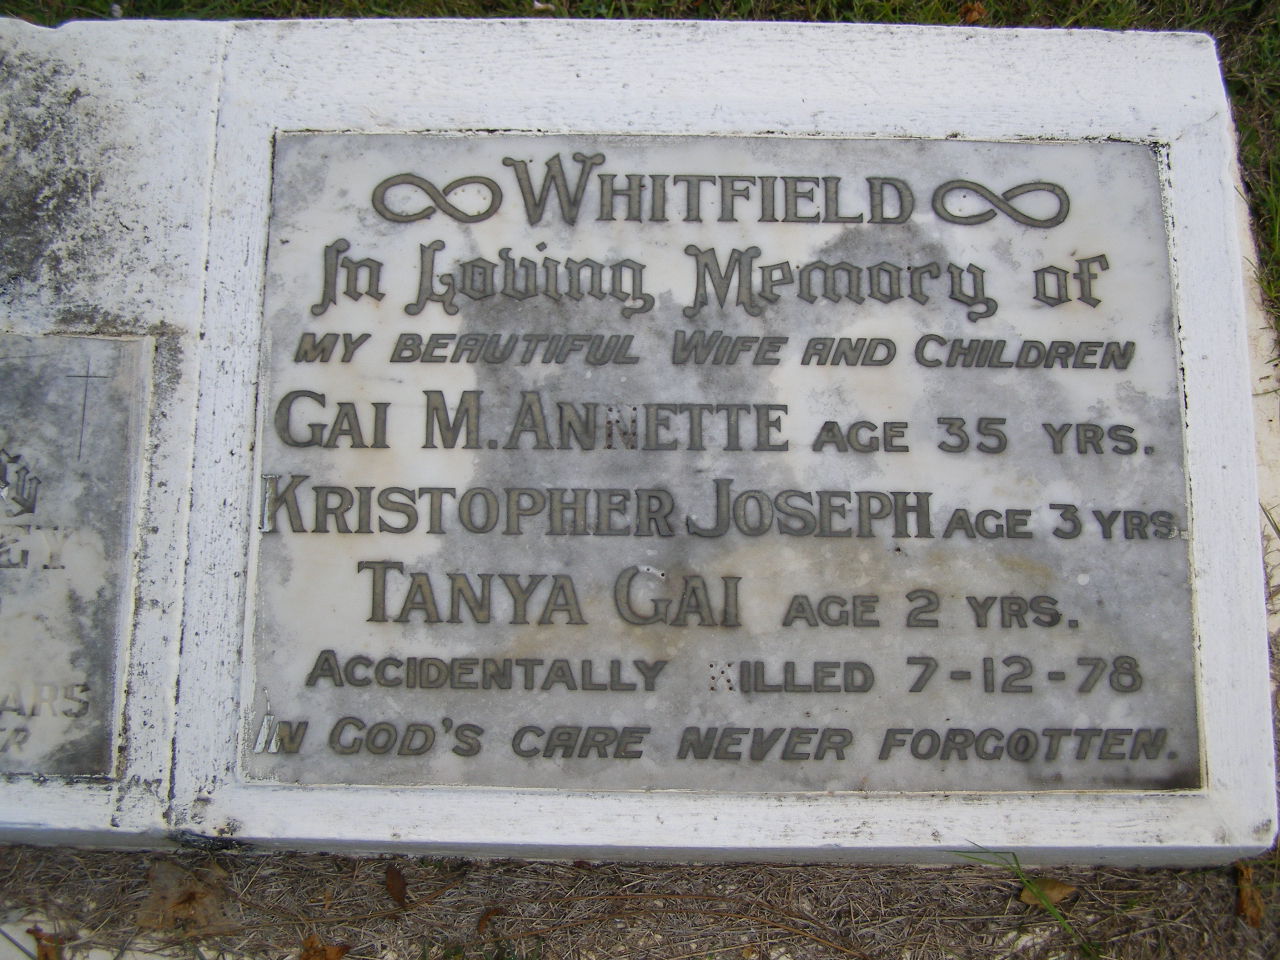 WHITFIELD
In Loving Memory of
MY BEAUTIFUL WIFE AND CHILDREN
GAI M. ANNETTE AGE 35 YRS.
KRISTOPHER JOSEPH AGE 3 YRS.
TANYA GAI AGE 2 YRS.
ACCIDENTALLY KILLED 7-12-78
IN GOD'S CARE NEVER FORGOTTEN.